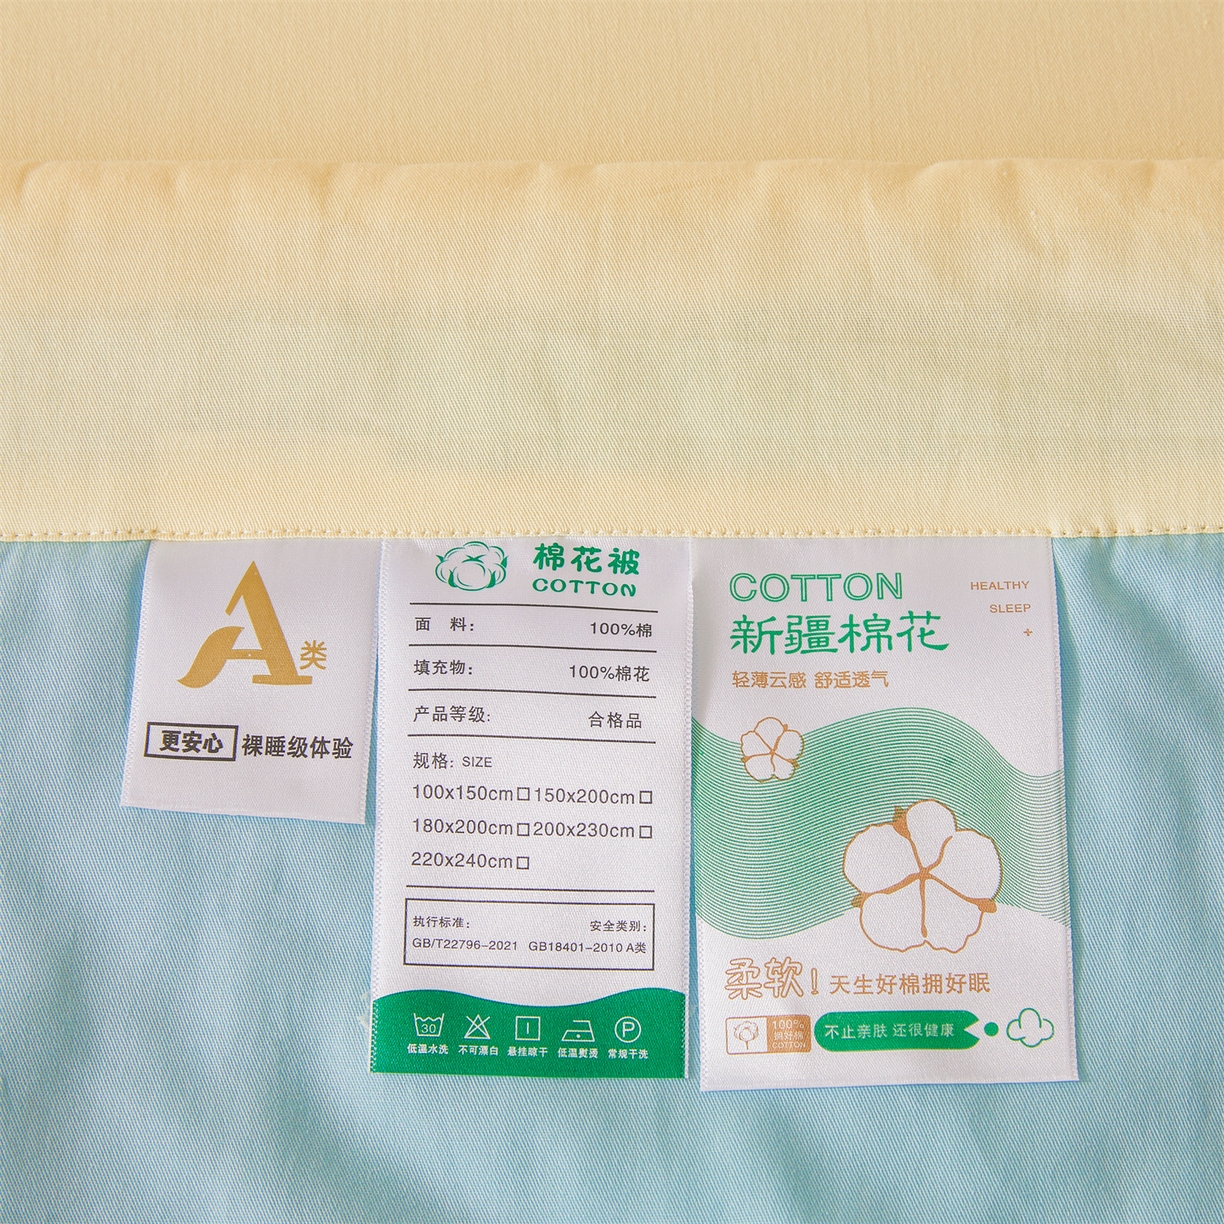 A类
更安心 裸睡级体验
棉花被
COTTON
面 料: 100%棉
填充物: 100%棉花
产品等级: 合格品
规格: SIZE
100x150cm□150x200cm□
180x200cm□200x230cm□
220x240cm□
执行标准: 安全类别:
GB/T22796-2021 GB18401-2010 A类
30 P
低温水洗 不可漂白 悬挂晾干 低温熨烫 常规干洗
COTTON
新疆棉花
HEALTHY
SLEEP
轻薄云感 舒适透气
柔软! 天生好棉拥好眠
100%
拥好棉
COTTON
不止亲肤 还很健康